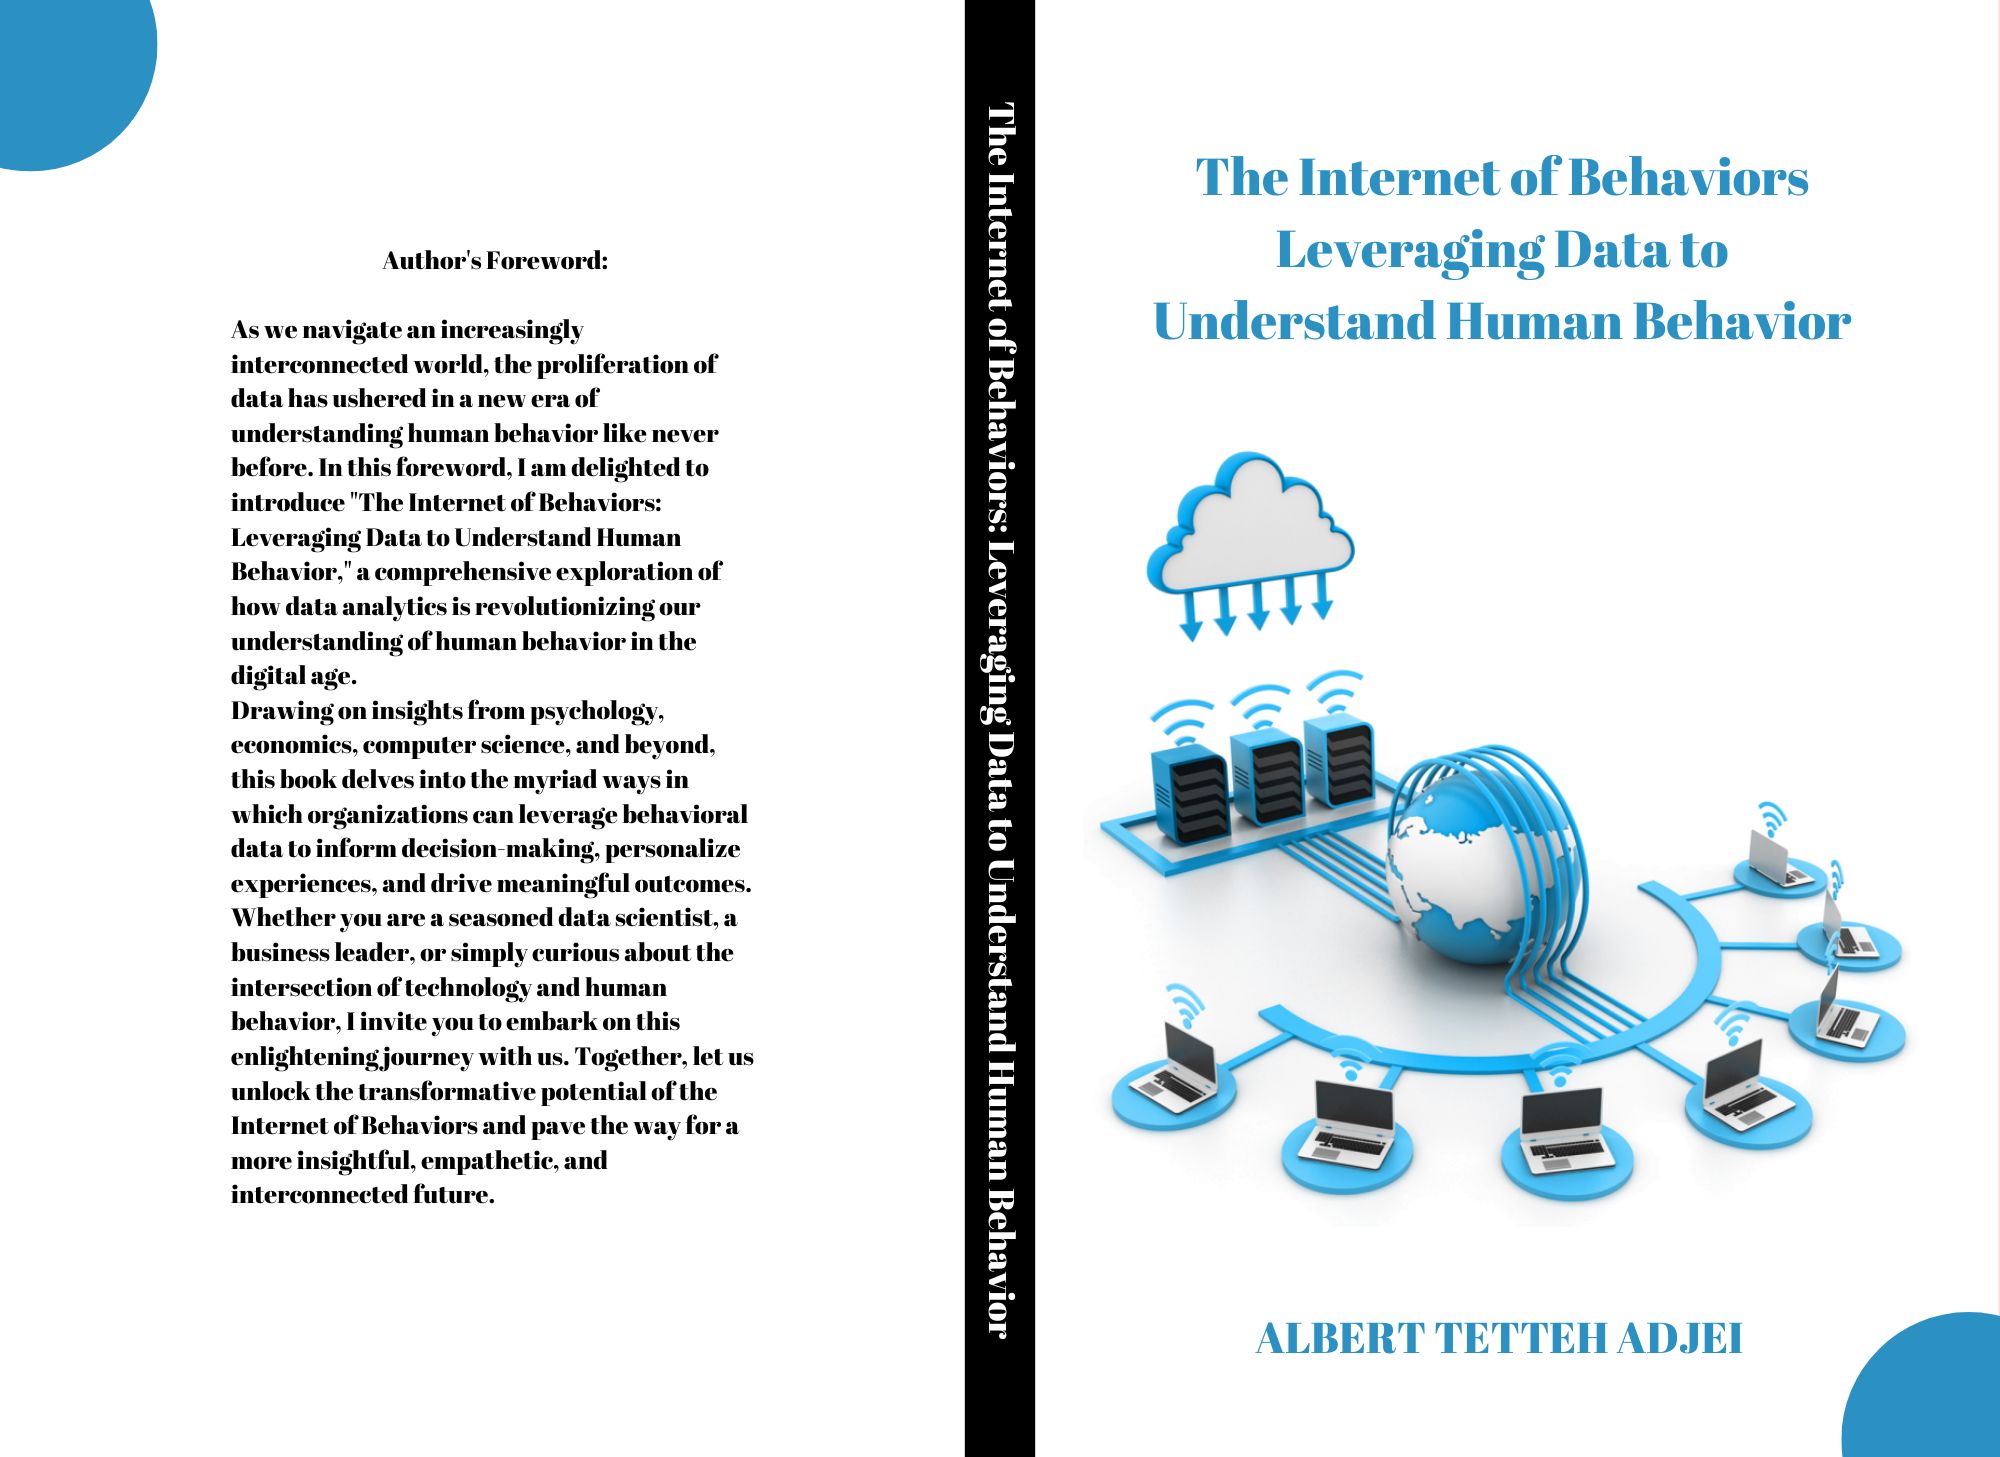 Author's Foreword:
As we navigate an increasingly
interconnected world, the proliferation of
data has ushered in a new era of
understanding human behavior like never
before. In this foreword, I am delighted to
introduce "The Internet of Behaviors:
Leveraging Data to Understand Human
Behavior," a comprehensive exploration of
how data analytics is revolutionizing our
understanding of human behavior in the
digital age.
Drawing on insights from psychology,
economics, computer science, and beyond,
this book delves into the myriad ways in
which organizations can leverage behavioral
data to inform decision-making, personalize
experiences, and drive meaningful outcomes.
Whether you are a seasoned data scientist, a
business leader, or simply curious about the
intersection of technology and human
behavior, I invite you to embark on this
enlightening journey with us. Together, let us
unlock the transformative potential of the
Internet of Behaviors and pave the way for a
more insightful, empathetic, and
interconnected future.
The Internet of Behaviors: Leveraging Data to Understand Human Behavior
The Internet of Behaviors
Leveraging Data to
Understand Human Behavior
ALBERT TETTEH ADJEI